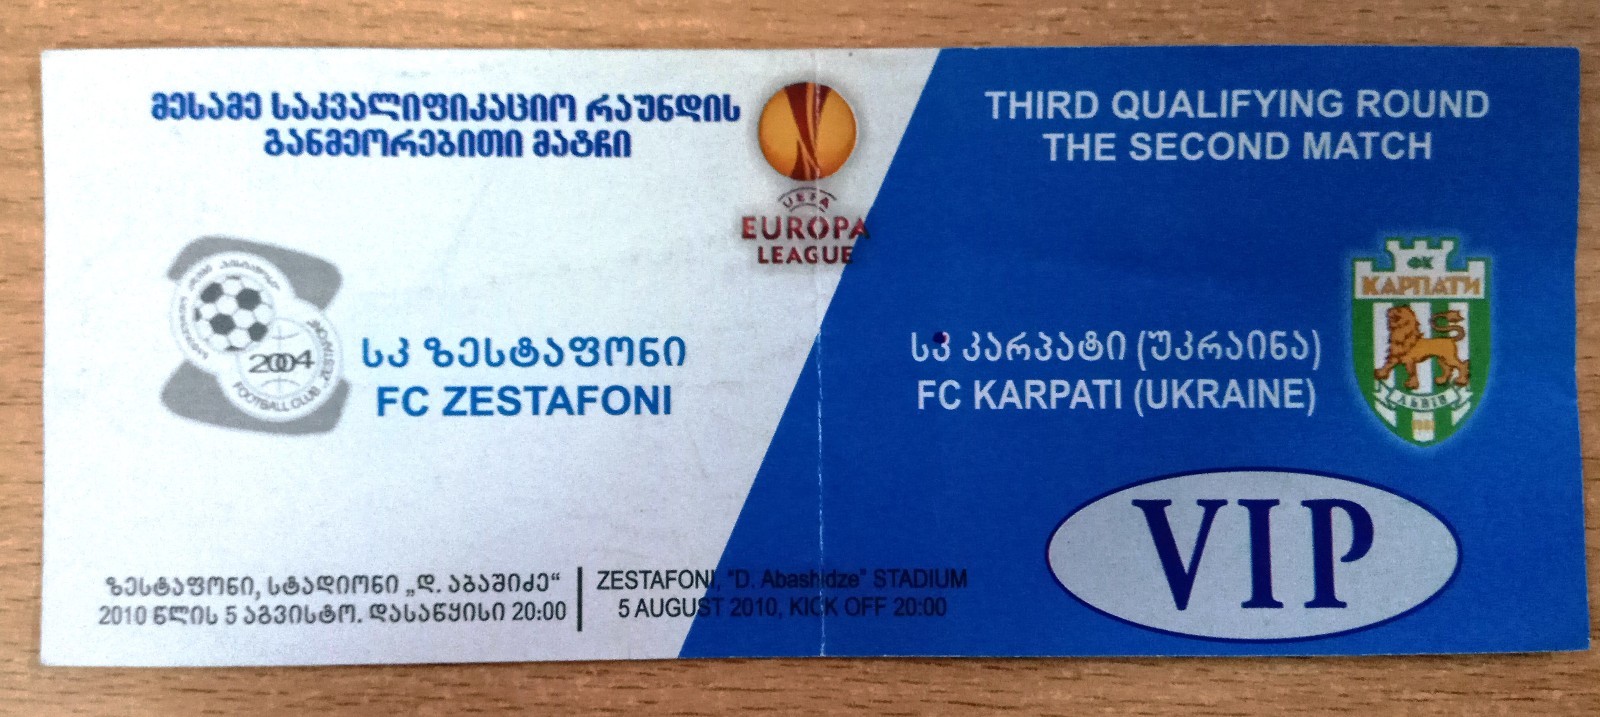 მესამე საკვალიფიკაციო რაუნდის
განმეორებითი მატჩი
THIRD QUALIFYING ROUND
THE SECOND MATCH
UEFA
EUROPA
LEAGUE
2004
FOOTBALL CLUB ZESTAFONI
სკ ზესტაფონი
FC ZESTAFONI
სკ კარპატი (უკრაინა)
FC KARPATI (UKRAINE)
ФК
КАРПАТИ
ЛЬВІВ
VIP
ზესტაფონი, სტადიონი „დ. აბაშიძე“
2010 წლის 5 აგვისტო. დასაწყისი 20:00
ZESTAFONI, "D. Abashidze" STADIUM
5 AUGUST 2010, KICK OFF 20:00